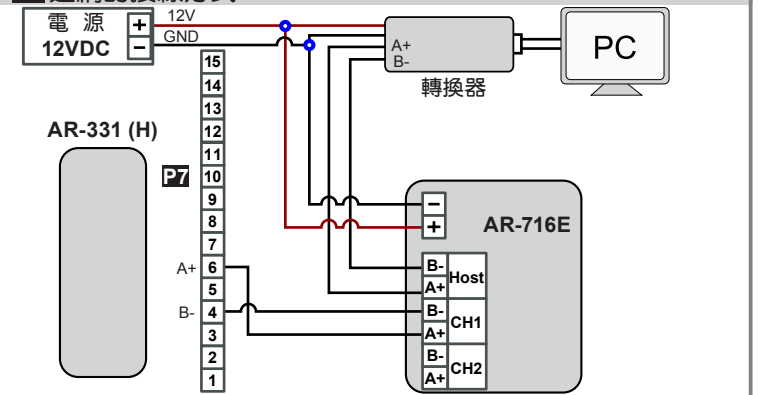 電 源
12VDC
+
−
12V
GND
A+
B-
轉換器
PC
15
14
13
12
11
10
9
8
7
6
5
4
3
2
1
AR-331 (H)
P7
A+
B-
−
+
AR-716E
B-
A+
Host
B-
A+
CH1
B-
A+
CH2